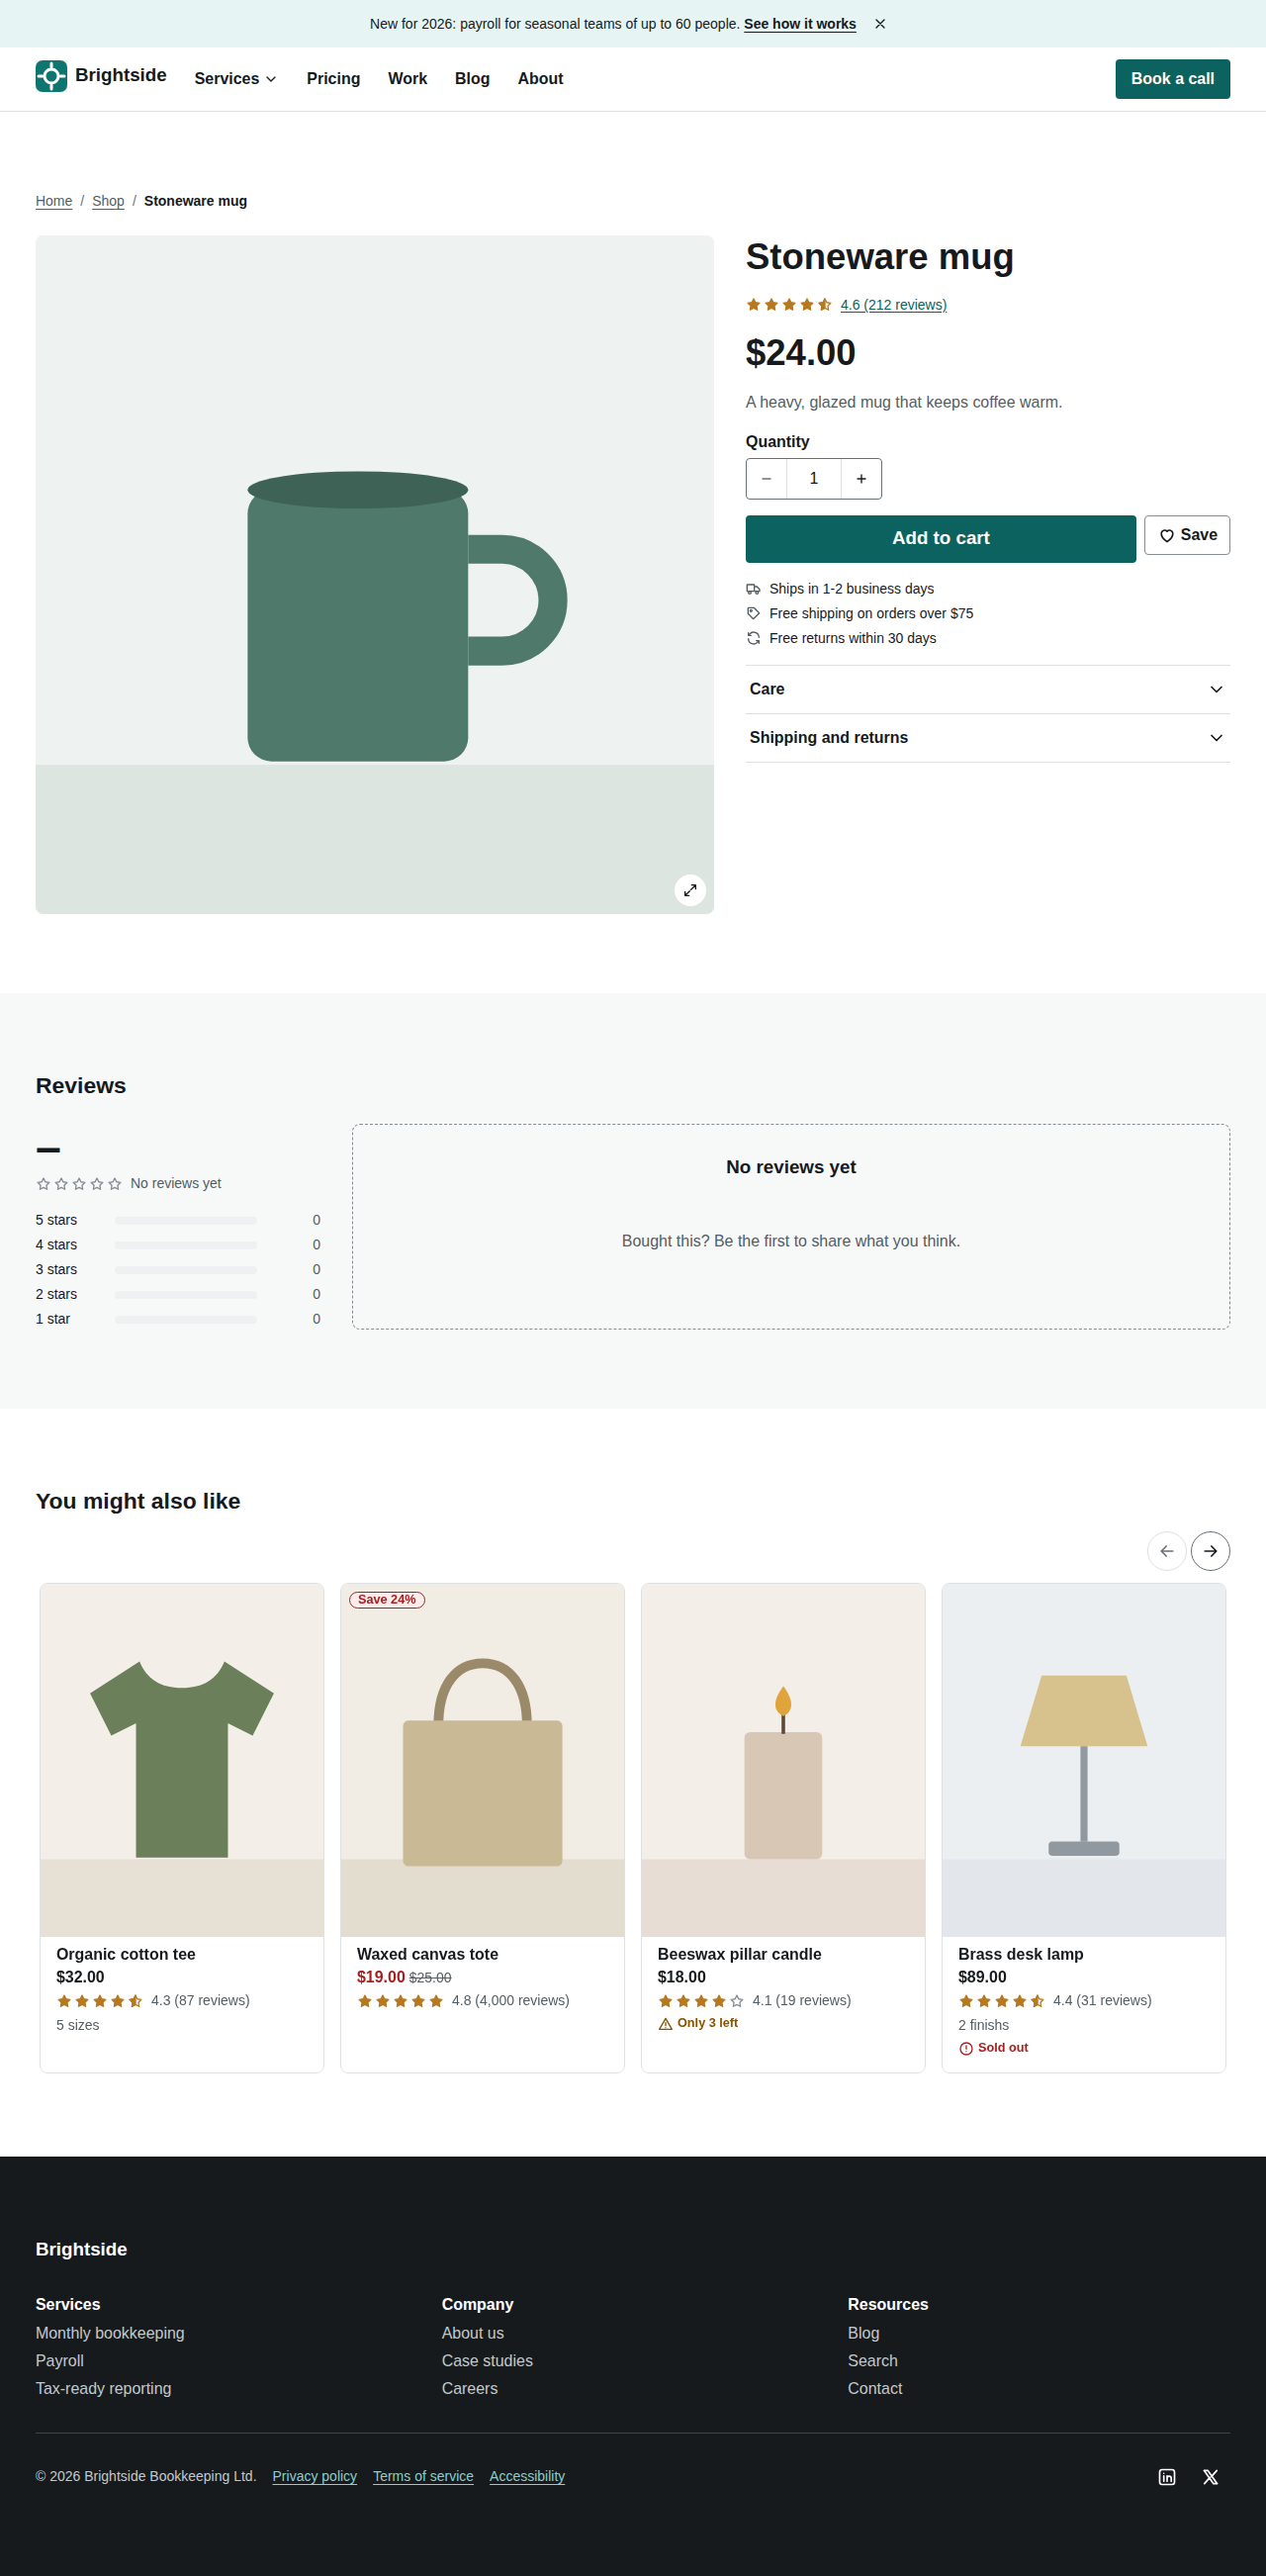 New for 2026: payroll for seasonal teams of up to 60 people. See how it works
Brightside
Services
Pricing
Work
Blog
About
Book a call
Home / Shop / Stoneware mug
Stoneware mug
4.6 (212 reviews)
$24.00
A heavy, glazed mug that keeps coffee warm.
Quantity
− 1 +
Add to cart
Save
Ships in 1-2 business days
Free shipping on orders over $75
Free returns within 30 days
Care
Shipping and returns
Reviews
–
No reviews yet
5 stars 0
4 stars 0
3 stars 0
2 stars 0
1 star 0
No reviews yet
Bought this? Be the first to share what you think.
You might also like
Organic cotton tee
$32.00
4.3 (87 reviews)
5 sizes
Save 24%
Waxed canvas tote
$19.00 $25.00
4.8 (4,000 reviews)
Beeswax pillar candle
$18.00
4.1 (19 reviews)
Only 3 left
Brass desk lamp
$89.00
4.4 (31 reviews)
2 finishs
Sold out
Brightside
Services
Monthly bookkeeping
Payroll
Tax-ready reporting
Company
About us
Case studies
Careers
Resources
Blog
Search
Contact
© 2026 Brightside Bookkeeping Ltd.
Privacy policy
Terms of service
Accessibility